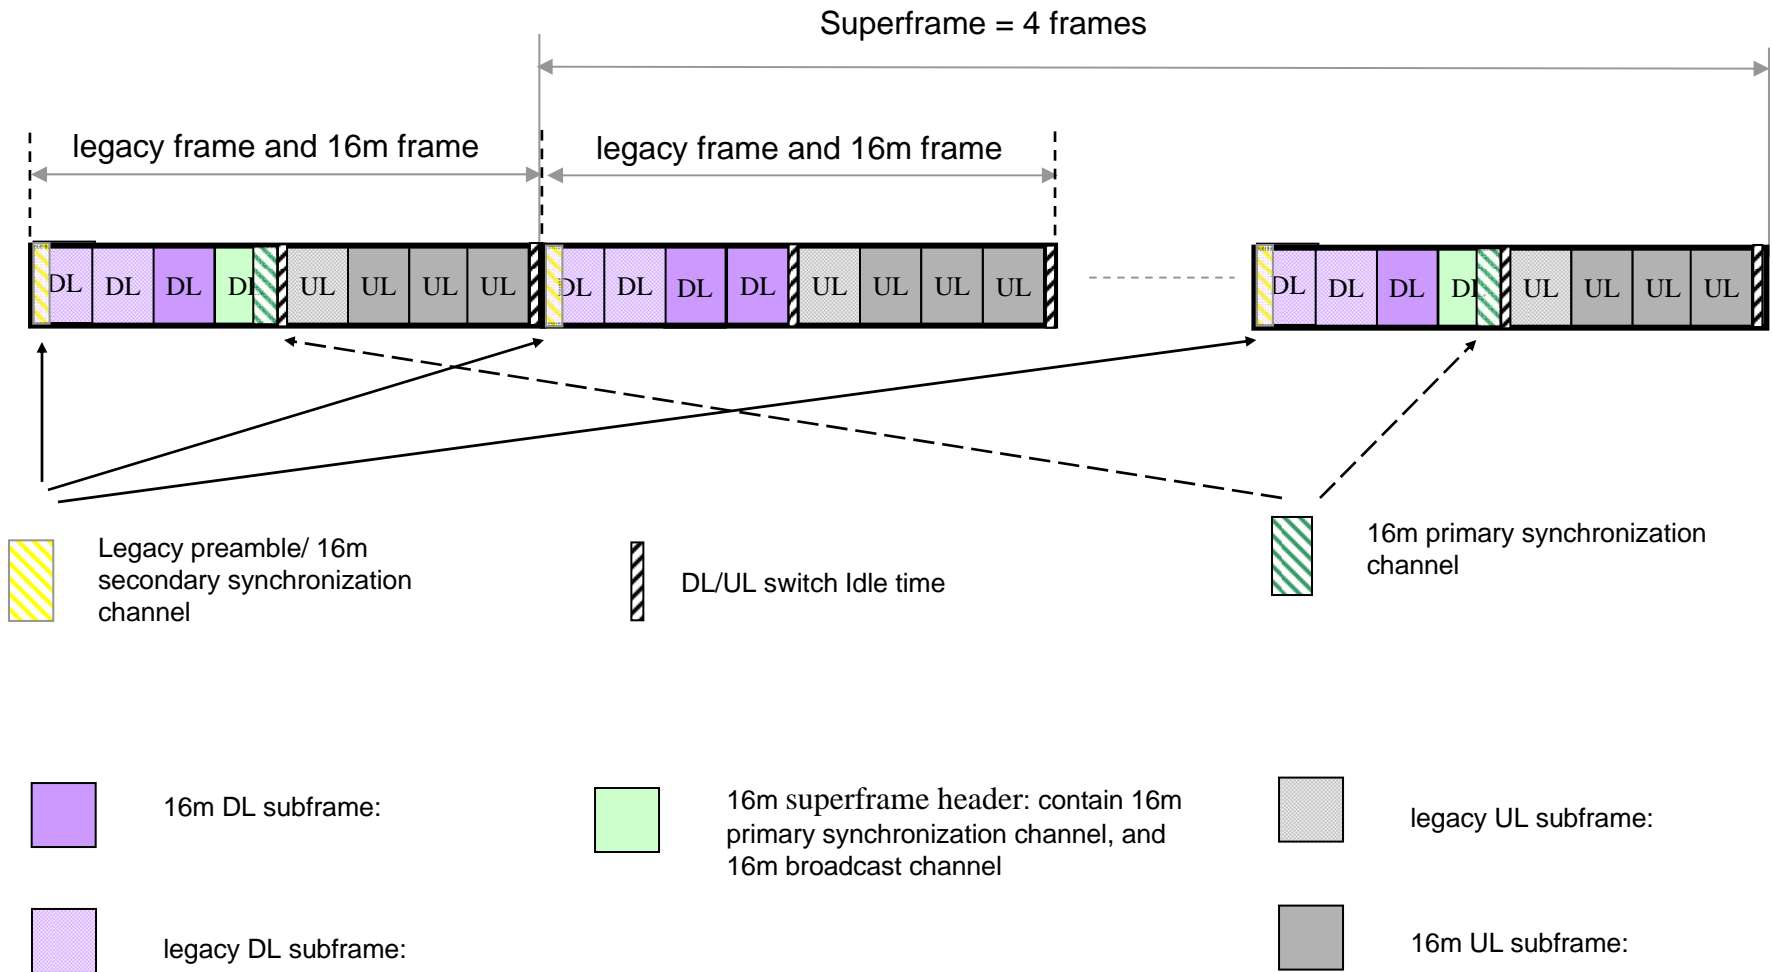 Superframe = 4 frames
legacy frame and 16m frame legacy frame and 16m frame
DL DL DL DL UL UL UL UL DL DL DL DL UL UL UL UL DL DL DL DL UL UL UL UL
Legacy preamble/ 16m
secondary synchronization
channel
DL/UL switch Idle time
16m primary synchronization
channel
16m DL subframe:
16m superframe header: contain 16m
primary synchronization channel, and
16m broadcast channel
legacy UL subframe:
legacy DL subframe:
16m UL subframe: